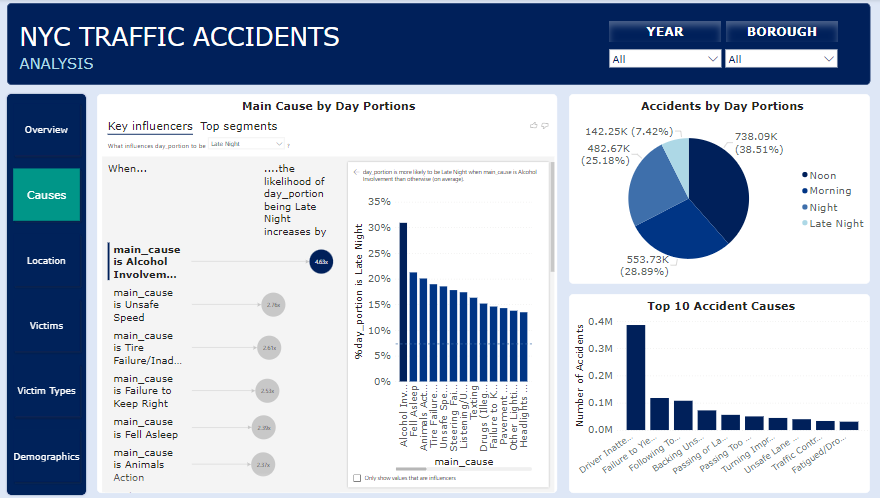 NYC TRAFFIC ACCIDENTS
ANALYSIS
YEAR
BOROUGH
All
All
Overview
Causes
Location
Victims
Victim Types
Demographics
Main Cause by Day Portions
Key influencers
Top segments
What influences day_portion to be
Late Night
?
When...
....the
likelihood of
day_portion
being Late
Night
increases by
main_cause
is Alcohol
Involvem...
4.63x
main_cause
is Unsafe
Speed
2.76x
main_cause
is Tire
Failure/Inad...
2.61x
main_cause
is Failure to
Keep Right
2.53x
main_cause
is Fell Asleep
2.39x
main_cause
is Animals
Action
2.37x
day_portion is more likely to be Late Night when main_cause is Alcohol
Involvement than otherwise (on average).
%day_portion is Late Night
35%
30%
25%
20%
15%
10%
5%
0%
Alcohol Inv...
Fell Asleep
Animals Act...
Tire Failure...
Unsafe Spe...
Steering Fai...
Listening/U...
Texting
Drugs (Illeg...
Failure to K...
Pavement ...
Other Lighti...
Headlights ...
main_cause
Only show values that are influencers
Accidents by Day Portions
142.25K (7.42%)
738.09K
(38.51%)
482.67K
(25.18%)
553.73K
(28.89%)
Noon
Morning
Night
Late Night
Top 10 Accident Causes
Number of Accidents
0.4M
0.3M
0.2M
0.1M
0.0M
Driver Inatte...
Failure to Yie...
Following To...
Backing Uns...
Passing or La...
Passing Too ...
Turning Impr...
Unsafe Lane ...
Traffic Contr...
Fatigued/Dro...